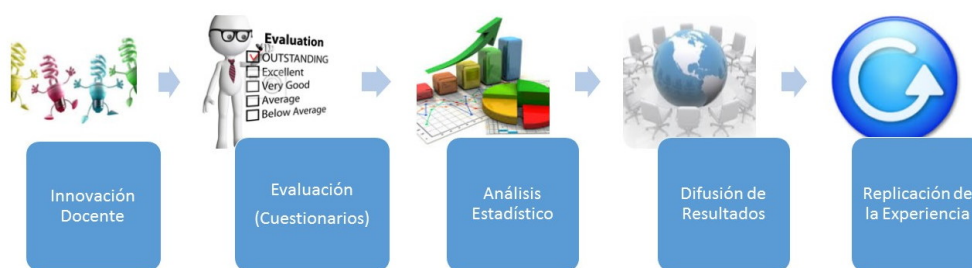 Evaluation
OUTSTANDING
Excellent
Very Good
Average
Below Average
Innovación
Docente
Evaluación
(Cuestionarios)
Análisis
Estadístico
Difusión de
Resultados
Replicación de
la Experiencia